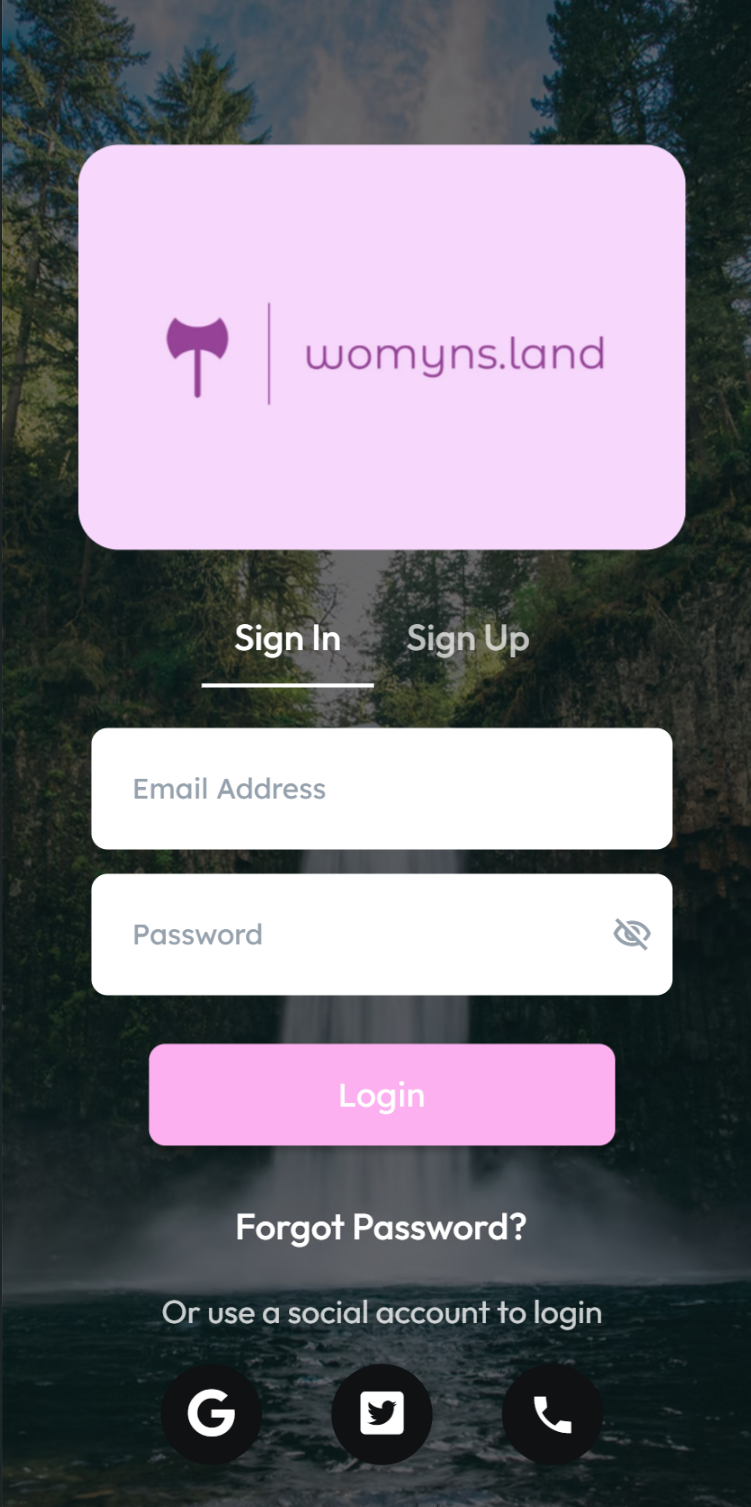 womyns.land
Sign In Sign Up
Email Address
Password
Login
Forgot Password?
Or use a social account to login
G